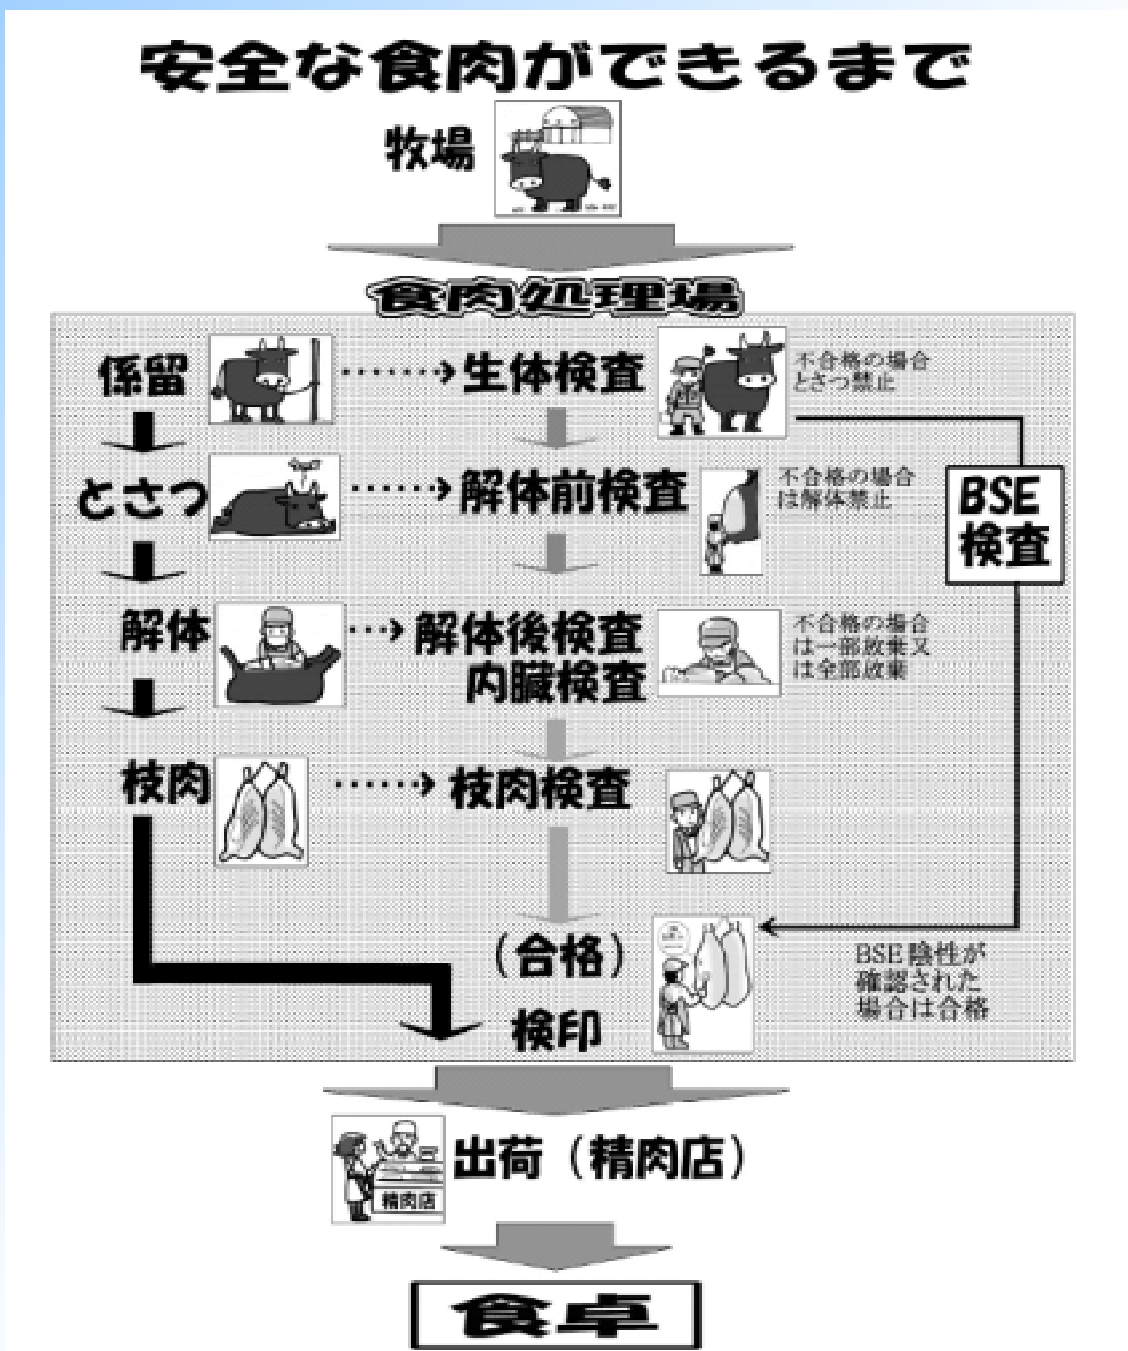 安全な食肉ができるまで
牧場
食肉処理場
係留
生体検査
不合格の場合
とさつ禁止
とさつ
解体前検査
不合格の場合
は解体禁止
BSE
検査
解体
解体後検査
内臓検査
不合格の場合
は一部放棄又
は全部放棄
枝肉
枝肉検査
(合格)
検印
BSE陰性が
確認された
場合は合格
出荷(精肉店)
精肉店
食卓